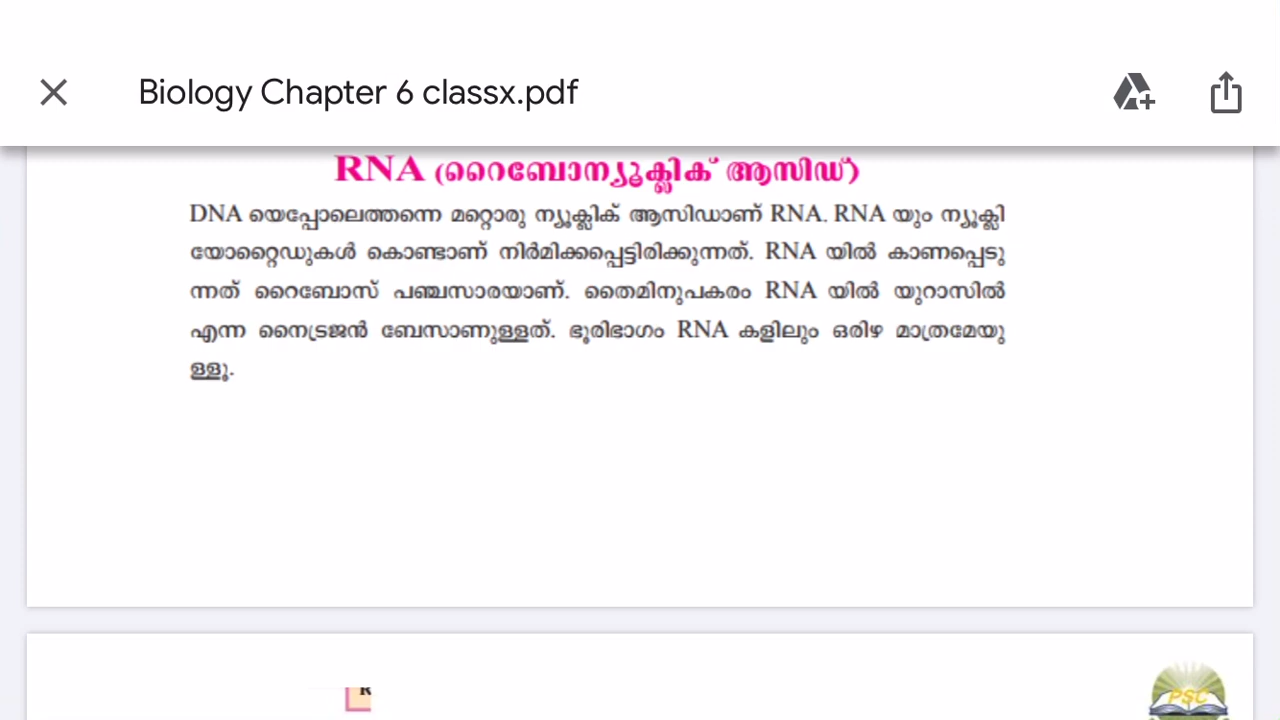 Biology Chapter 6 classx.pdf
RNA (റൈബോന്യൂക്ലിക് ആസിഡ്)
DNA യെപ്പോലെത്തന്നെ മറ്റൊരു ന്യൂക്ലിക് ആസിഡാണ് RNA. RNA യും ന്യൂക്ലി
യോറ്റൈഡുകൾ കൊണ്ടാണ് നിർമിക്കപ്പെട്ടിരിക്കുന്നത്. RNA യിൽ കാണപ്പെടു
ന്നത് റൈബോസ് പഞ്ചസാരയാണ്. തൈമിനുപകരം RNA യിൽ യുറാസിൽ
എന്ന നൈട്രജൻ ബേസാണുള്ളത്. ഭൂരിഭാഗം RNA കളിലും ഒരിഴ മാത്രമേയു
ള്ളൂ.
R
PSC